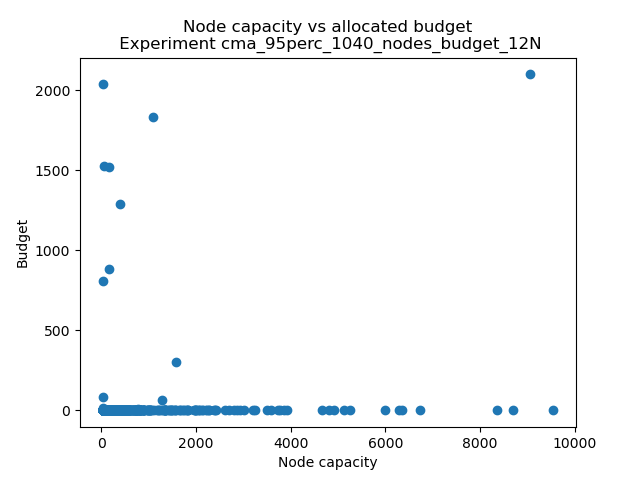 Node capacity vs allocated budget
Experiment cma_95perc_1040_nodes_budget_12N
2000
1500
1000
500
0
Budget
0 2000 4000 6000 8000 10000
Node capacity